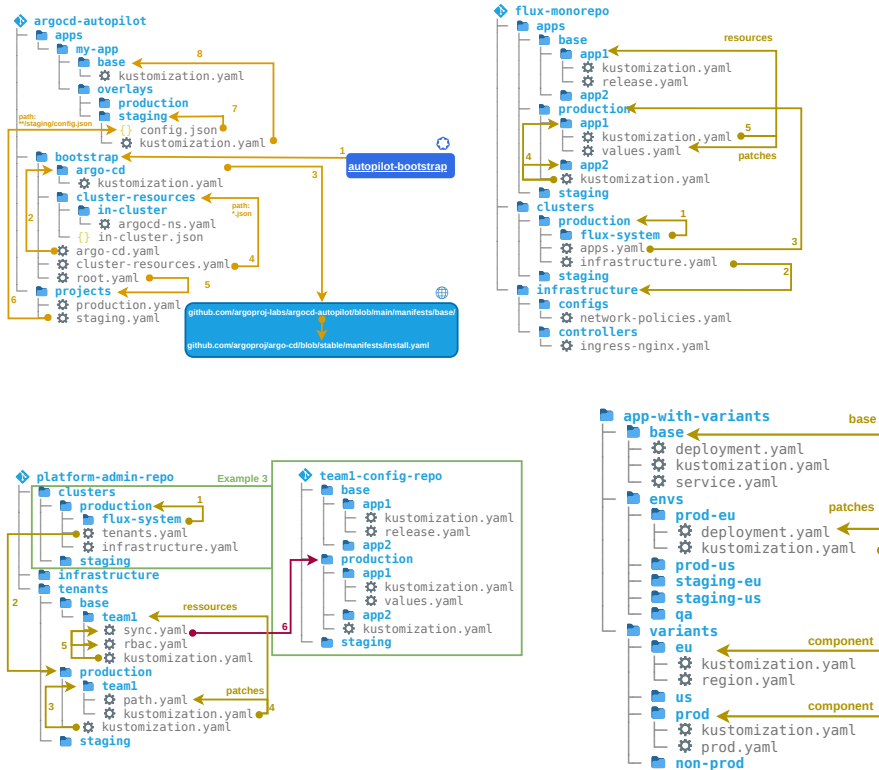 argocd-autopilot
apps
my-app
base
8
kustomization.yaml
overlays
production
7
staging
path:
**/staging/config.json
{} config.json
kustomization.yaml
bootstrap
1
autopilot-bootstrap
argo-cd
3
kustomization.yaml
cluster-resources
path:
*.json
in-cluster
2
argocd-ns.yaml
{} in-cluster.json
argo-cd.yaml
cluster-resources.yaml
4
root.yaml
5
projects
6
production.yaml
staging.yaml
github.com/argoproj-labs/argocd-autopilot/blob/main/manifests/base/
github.com/argoproj/argo-cd/blob/stable/manifests/install.yaml
flux-monorepo
apps
base
resources
app1
kustomization.yaml
release.yaml
app2
production
app1
5
kustomization.yaml
values.yaml
patches
4
app2
kustomization.yaml
staging
clusters
production
1
flux-system
apps.yaml
3
infrastructure.yaml
2
staging
infrastructure
configs
network-policies.yaml
controllers
ingress-nginx.yaml
platform-admin-repo
Example 3
clusters
production
1
flux-system
tenants.yaml
infrastructure.yaml
staging
infrastructure
2
tenants
base
ressources
team1
sync.yaml
6
5
rbac.yaml
kustomization.yaml
production
team1
patches
3
path.yaml
4
kustomization.yaml
kustomization.yaml
staging
team1-config-repo
base
app1
kustomization.yaml
release.yaml
app2
production
app1
kustomization.yaml
values.yaml
app2
kustomization.yaml
staging
app-with-variants
base
base
deployment.yaml
kustomization.yaml
service.yaml
envs
patches
prod-eu
deployment.yaml
kustomization.yaml
prod-us
staging-eu
staging-us
qa
variants
component
eu
kustomization.yaml
region.yaml
us
component
prod
kustomization.yaml
prod.yaml
non-prod